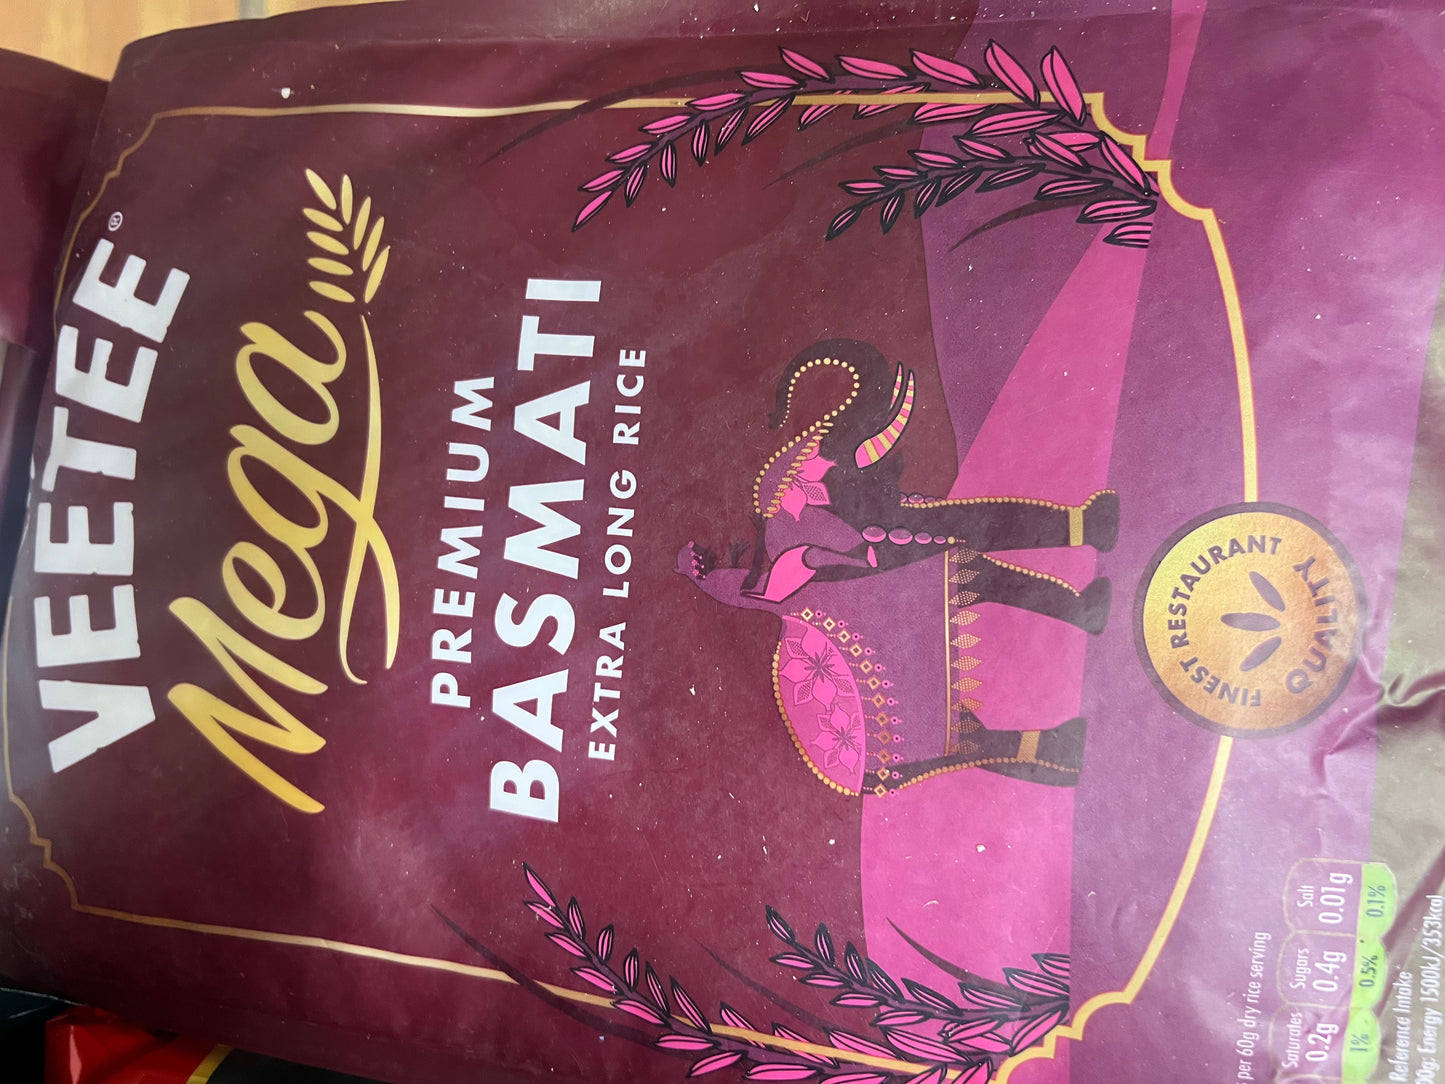 VEETEE®
Mega
PREMIUM
BASMATI
EXTRA LONG RICE
FINEST RESTAURANT
QUALITY
per 60g dry rice serving
Saturates Sugars Salt
0.2g 0.4g 0.01g
1% 0.5% 0.1%
Reference Intake
Energy 1500kJ/353kcal